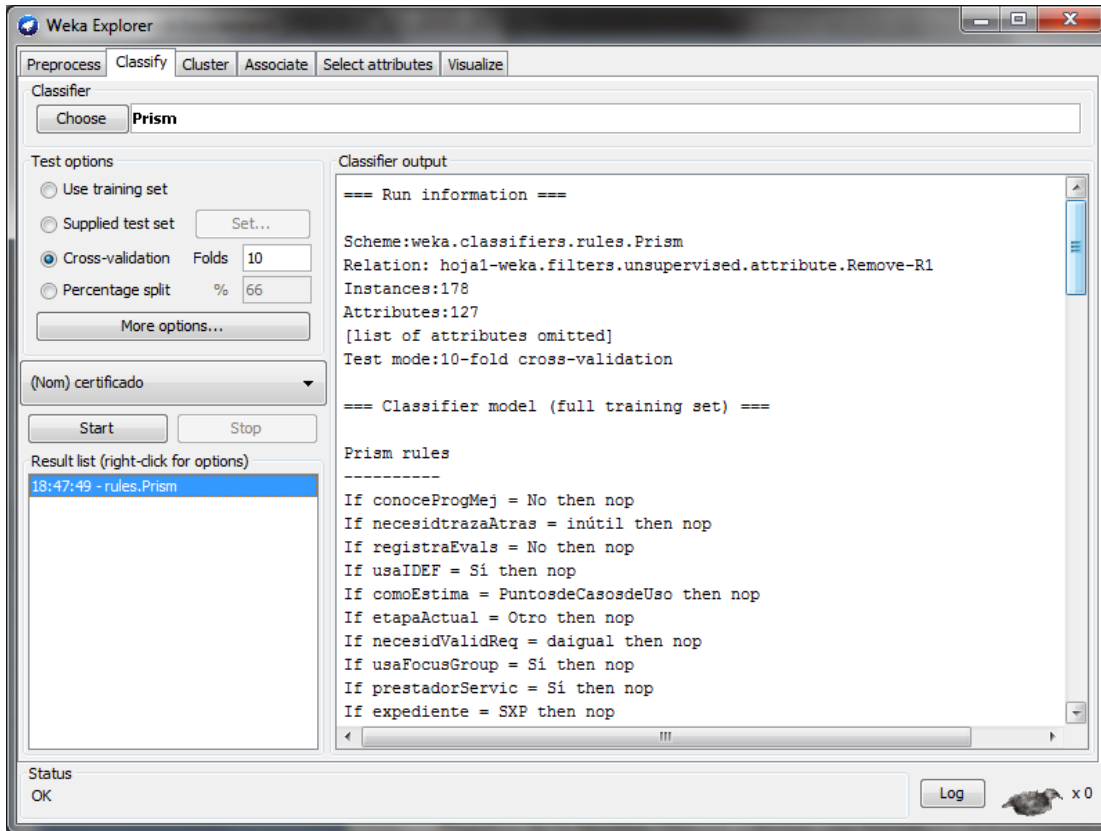 Weka Explorer
Preprocess Classify Cluster Associate Select attributes Visualize
Classifier
Choose Prism
Test options
Use training set
Supplied test set Set...
Cross-validation Folds 10
Percentage split % 66
More options...
(Nom) certificado
Start Stop
Result list (right-click for options)
18:47:49 - rules.Prism
Classifier output
=== Run information ===
Scheme:weka.classifiers.rules.Prism
Relation: hoja1-weka.filters.unsupervised.attribute.Remove-R1
Instances:178
Attributes:127
[list of attributes omitted]
Test mode:10-fold cross-validation
=== Classifier model (full training set) ===
Prism rules
----------
If conoceProgMej = No then nop
If necesidtrazaAtras = inútil then nop
If registraEvals = No then nop
If usaIDEF = Sí then nop
If comoEstima = PuntosdeCasosdeUso then nop
If etapaActual = Otro then nop
If necesidValidReq = daigual then nop
If usaFocusGroup = Sí then nop
If prestadorServic = Sí then nop
If expediente = SXP then nop
Status
OK
Log x 0